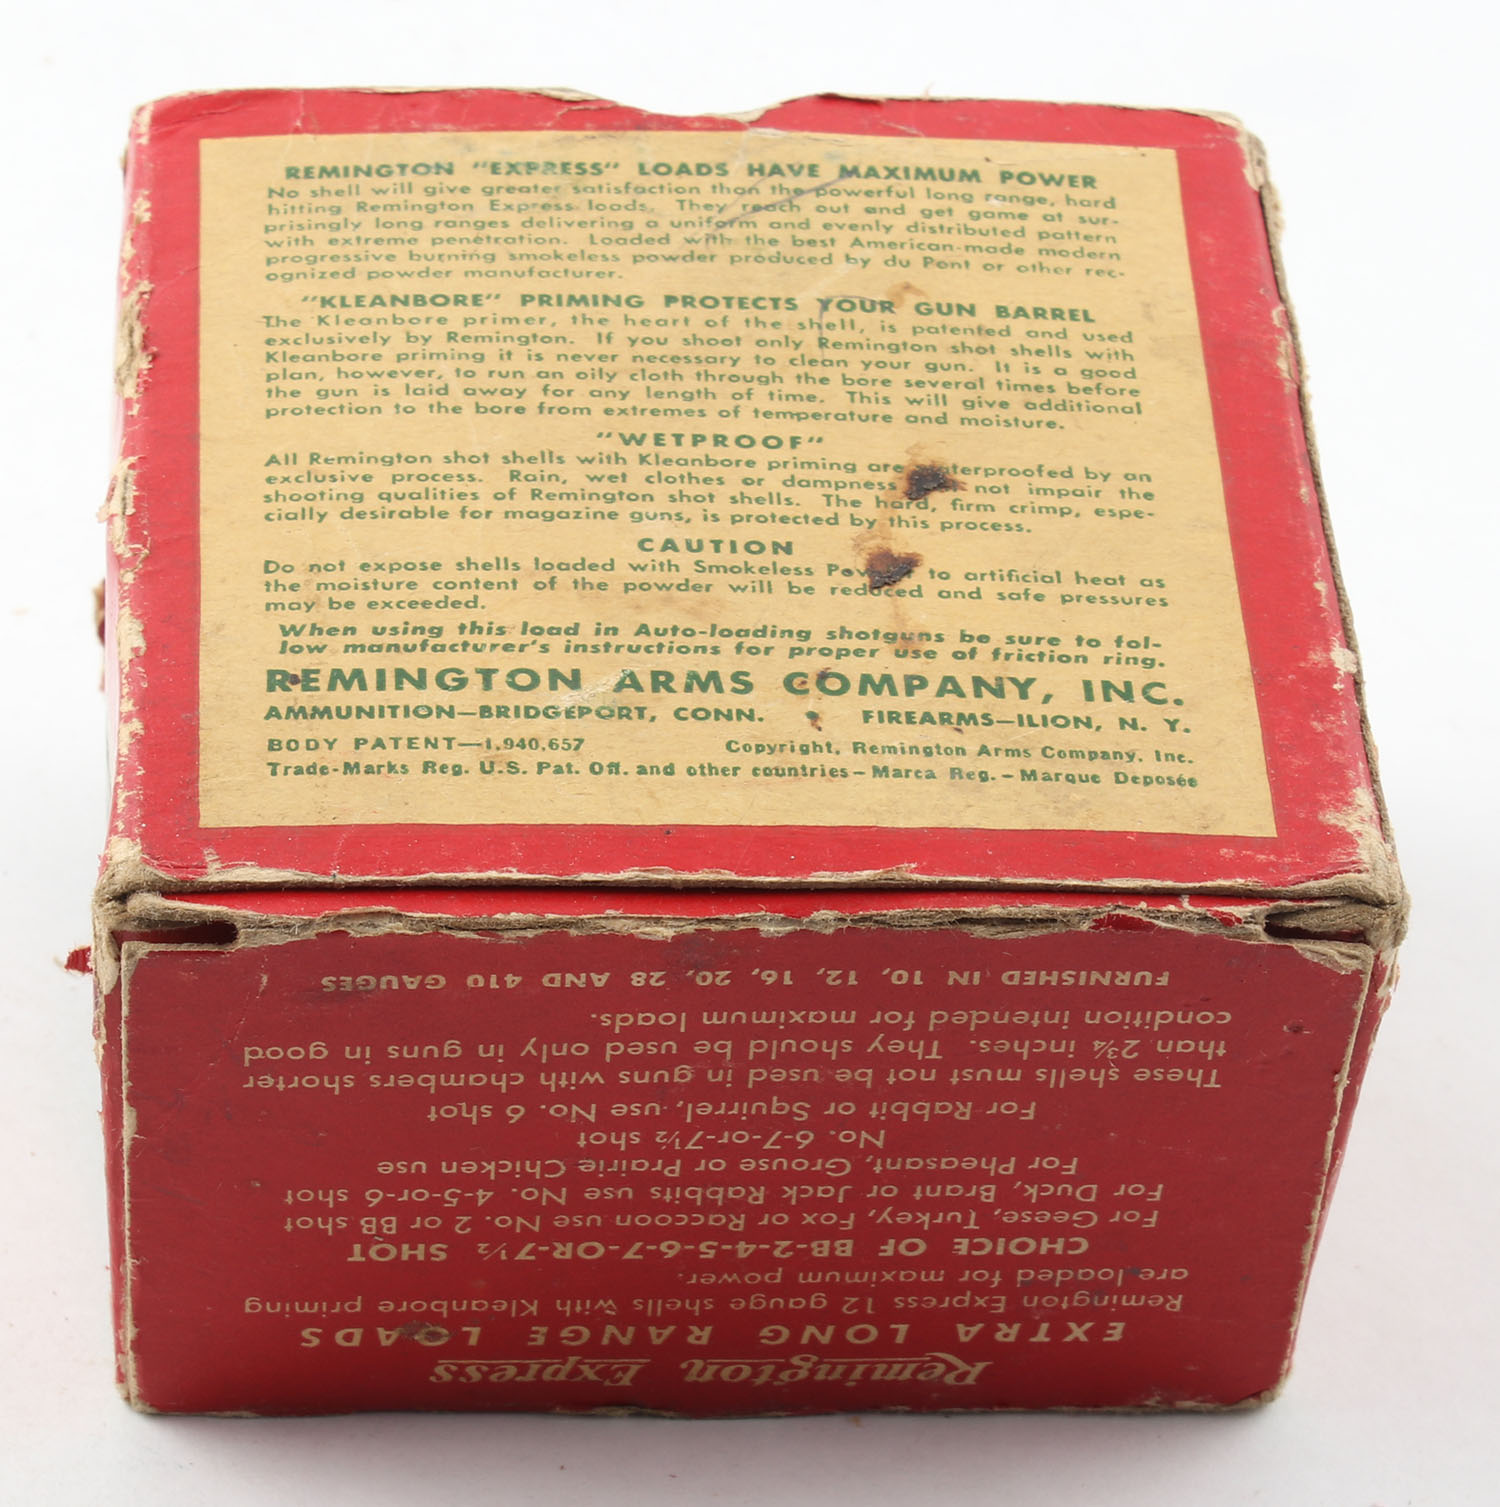 REMINGTON "EXPRESS" LOADS HAVE MAXIMUM POWER
No shell will give greater satisfaction than the powerful long range, hard
hitting Remington Express loads. They reach out and get game at sur-
prisingly long ranges delivering a uniform and evenly distributed pattern
with extreme penetration. Loaded with the best American-made modern
progressive burning smokeless powder produced by du Pont or other rec-
ognized powder manufacturer.
"KLEANBORE" PRIMING PROTECTS YOUR GUN BARREL
The Kleanbore primer, the heart of the shell, is patented and used
exclusively by Remington. If you shoot only Remington shot shells with
Kleanbore priming it is never necessary to clean your gun. It is a good
plan, however, to run an oily cloth through the bore several times before
the gun is laid away for any length of time. This will give additional
protection to the bore from extremes of temperature and moisture.
"WETPROOF"
All Remington shot shells with Kleanbore priming are waterproofed by an
exclusive process. Rain, wet clothes or dampness not impair the
shooting qualities of Remington shot shells. The hard, firm crimp, espe-
cially desirable for magazine guns, is protected by this process.
CAUTION
Do not expose shells loaded with Smokeless Powder to artificial heat as
the moisture content of the powder will be reduced and safe pressures
may be exceeded.
When using this load in Auto-loading shotguns be sure to fol-
low manufacturer's instructions for proper use of friction ring.
REMINGTON ARMS COMPANY, INC.
AMMUNITION—BRIDGEPORT, CONN. • FIREARMS—ILION, N. Y.
BODY PATENT—1,940,657 Copyright, Remington Arms Company, Inc.
Trade-Marks Reg. U.S. Pat. Off. and other countries – Marca Reg. – Marque Deposée
Remington Express
EXTRA LONG RANGE LOADS
Remington Express 12 gauge shells with Kleanbore priming
are loaded for maximum power.
CHOICE OF BB-2-4-5-6-7-OR-7½ SHOT
For Geese, Turkey, Fox or Raccoon use No. 2 or BB shot
For Duck, Brant or Jack Rabbits use No. 4-5-or-6 shot
For Pheasant, Grouse or Prairie Chicken use
No. 6-7-or-7½ shot
For Rabbit or Squirrel, use No. 6 shot
These shells must not be used in guns with chambers shorter
than 2¾ inches. They should be used only in guns in good
condition intended for maximum loads.
FURNISHED IN 10, 12, 16, 20, 28 AND 410 GAUGES